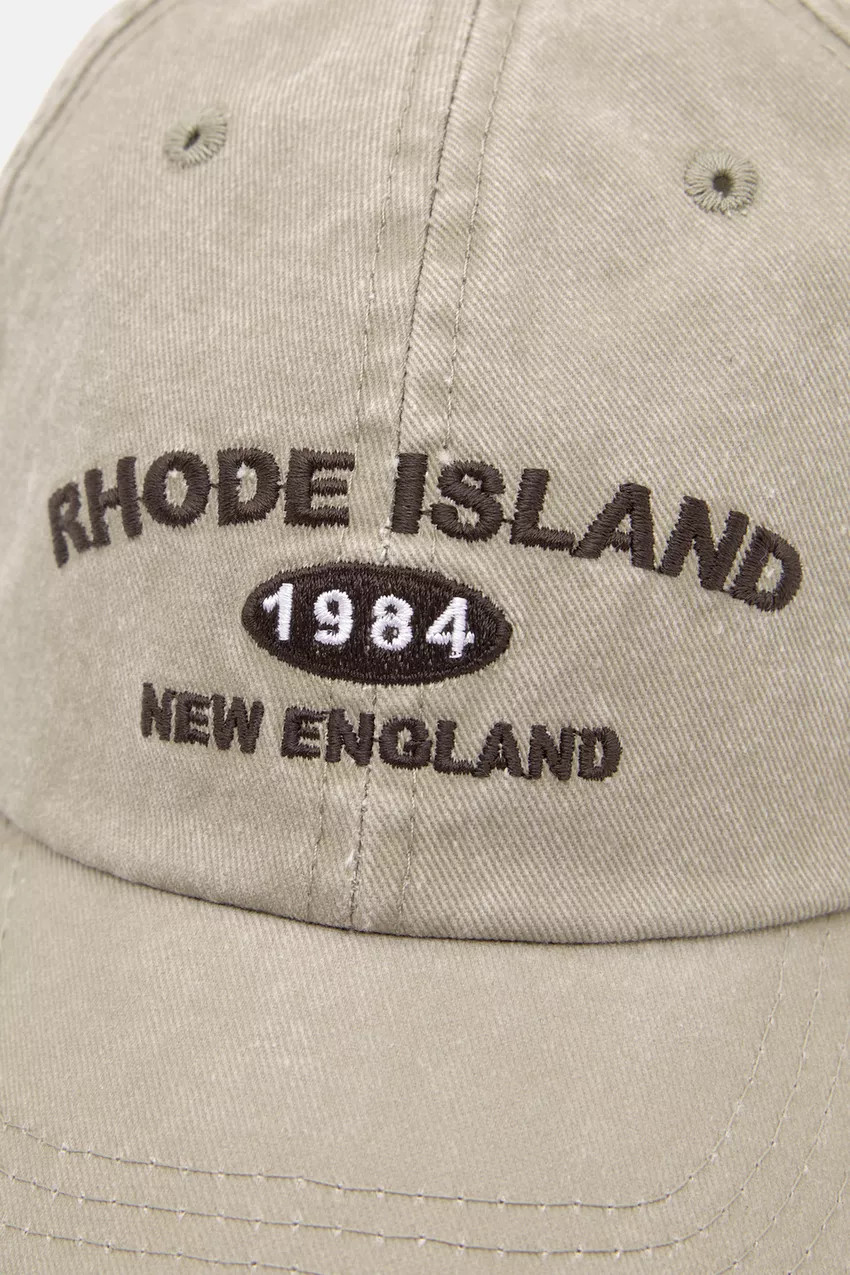 RHODE ISLAND
1984
NEW ENGLAND